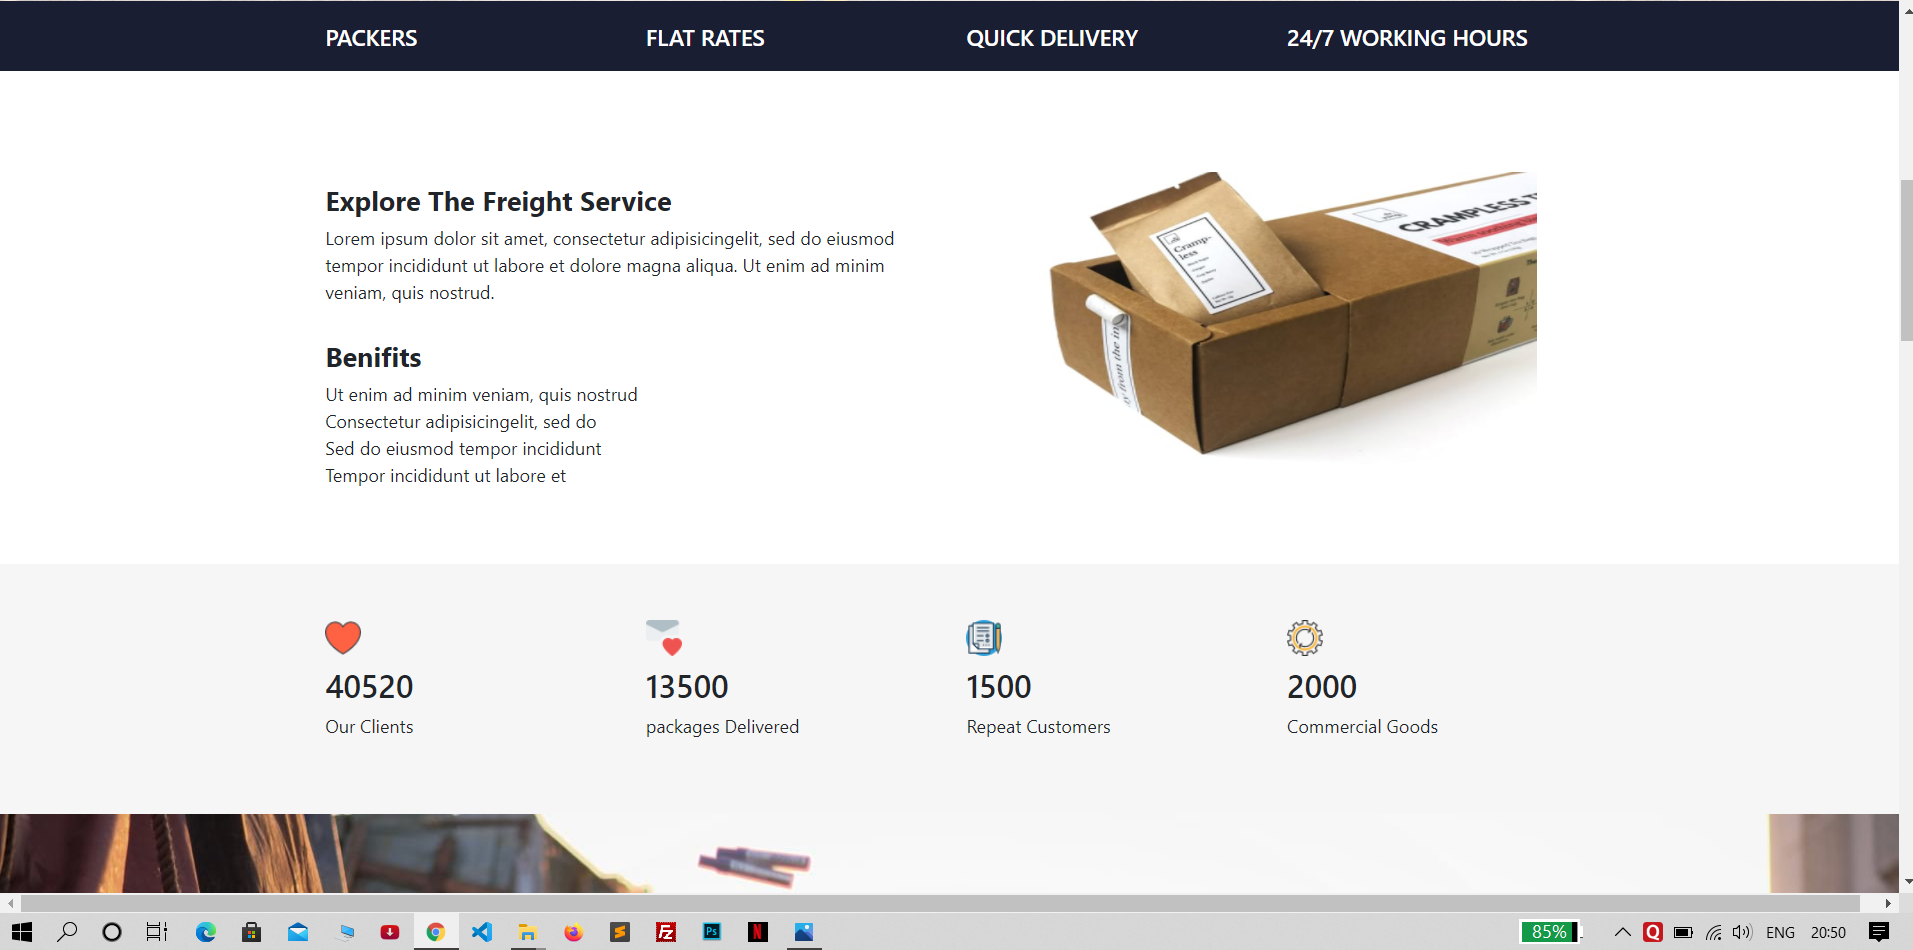 PACKERS FLAT RATES QUICK DELIVERY 24/7 WORKING HOURS
Explore The Freight Service
Lorem ipsum dolor sit amet, consectetur adipisicingelit, sed do eiusmod
tempor incididunt ut labore et dolore magna aliqua. Ut enim ad minim
veniam, quis nostrud.
Benifits
Ut enim ad minim veniam, quis nostrud
Consectetur adipisicingelit, sed do
Sed do eiusmod tempor incididunt
Tempor incididunt ut labore et
Cramp-
less
CRAMPLESS
40520 13500 1500 2000
Our Clients packages Delivered Repeat Customers Commercial Goods
85% ENG 20:50